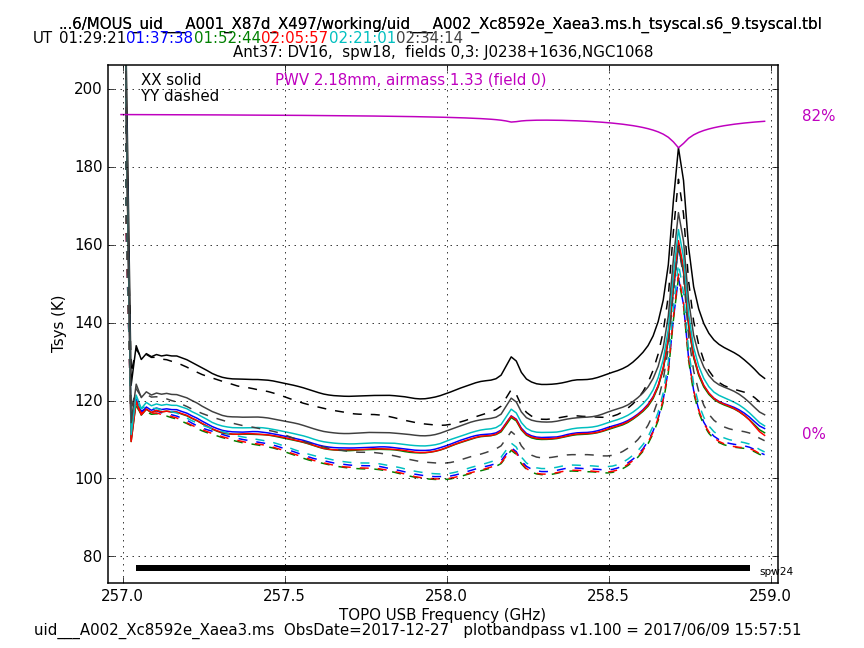 ...6/MOUS_uid___A001_X87d_X497/working/uid___A002_Xc8592e_Xaea3.ms.h_tsyscal.s6_9.tsyscal.tbl
UT 01:29:21 01:37:38 01:52:44 02:05:57 02:21:01 02:34:14
Ant37: DV16, spw18, fields 0,3: J0238+1636,NGC1068
XX solid
PWV 2.18mm, airmass 1.33 (field 0)
YY dashed
200
82%
180
160
140
Tsys (K)
120
0%
100
80
spw24
257.0 257.5 258.0 258.5 259.0
TOPO USB Frequency (GHz)
uid___A002_Xc8592e_Xaea3.ms ObsDate=2017-12-27 plotbandpass v1.100 = 2017/06/09 15:57:51